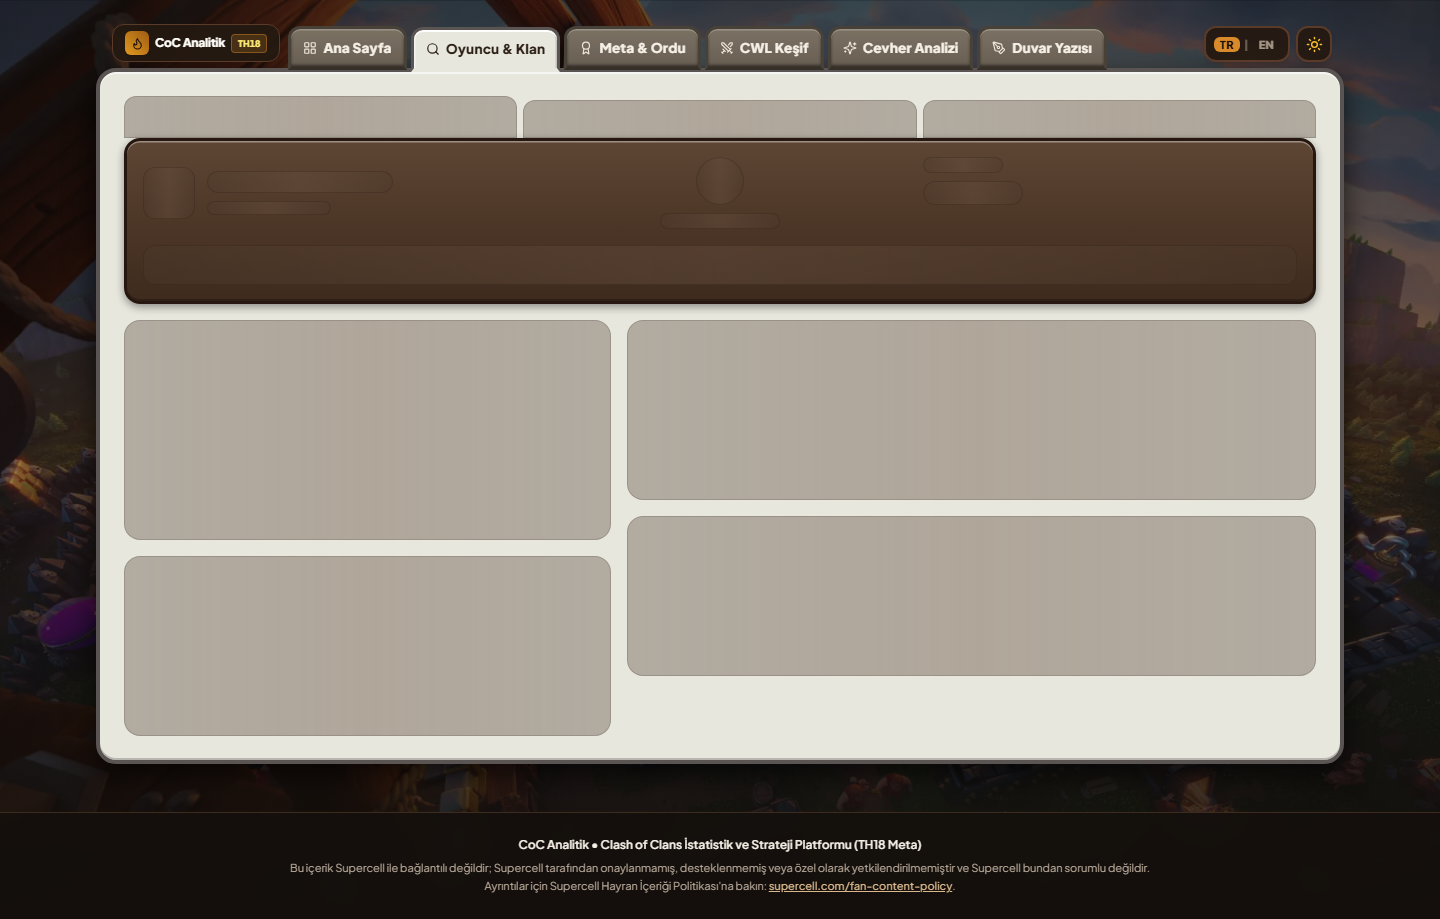 CoC Analitik TH18
Ana Sayfa
Oyuncu & Klan
Meta & Ordu
CWL Keşif
Cevher Analizi
Duvar Yazısı
TR | EN
CoC Analitik • Clash of Clans İstatistik ve Strateji Platformu (TH18 Meta)
Bu içerik Supercell ile bağlantılı değildir; Supercell tarafından onaylanmamış, desteklenmemiş veya özel olarak yetkilendirilmemiştir ve Supercell bundan sorumlu değildir.
Ayrıntılar için Supercell Hayran İçeriği Politikası'na bakın: supercell.com/fan-content-policy.